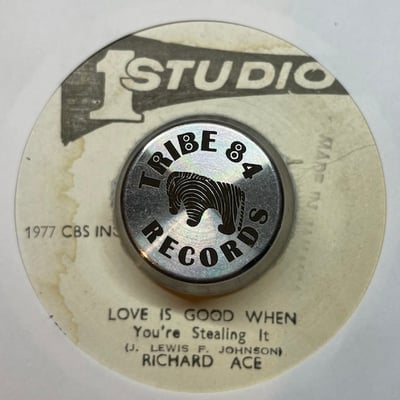 1 STUDIO
MADE IN
TRIBE 84
RECORDS
1977 CBS IN
LOVE IS GOOD WHEN
You're Stealing It
(J. LEWIS F. JOHNSON)
RICHARD ACE